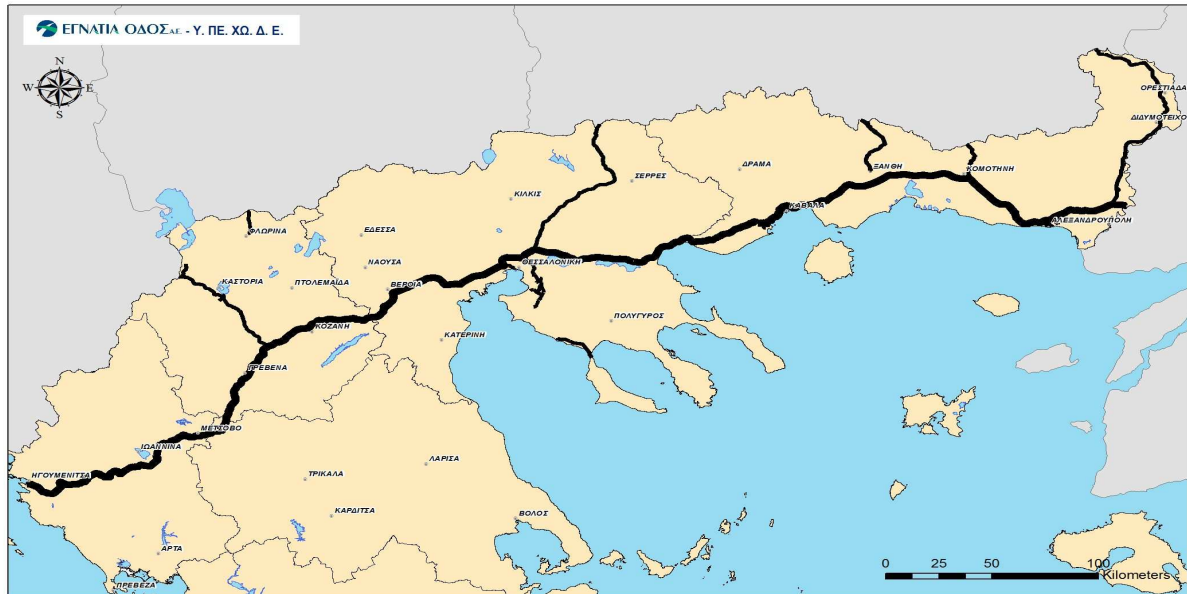 ΕΓΝΑΤΙΑ ΟΔΟΣ Α.Ε. - Υ. ΠΕ. ΧΩ. Δ. Ε.
N
W E
S
ΟΡΕΣΤΙΑΔΑ
ΔΙΔΥΜΟΤΕΙΧΟ
ΔΡΑΜΑ
ΞΑΝΘΗ
ΚΟΜΟΤΗΝΗ
ΣΕΡΡΕΣ
ΚΙΛΚΙΣ
ΚΑΒΑΛΑ
ΑΛΕΞΑΝΔΡΟΥΠΟΛΗ
ΦΛΩΡΙΝΑ
ΕΔΕΣΣΑ
ΘΕΣΣΑΛΟΝΙΚΗ
ΝΑΟΥΣΑ
ΚΑΣΤΟΡΙΑ
ΠΤΟΛΕΜΑΙΔΑ
ΒΕΡΟΙΑ
ΠΟΛΥΓΥΡΟΣ
ΚΟΖΑΝΗ
ΚΑΤΕΡΙΝΗ
ΓΡΕΒΕΝΑ
ΜΕΤΣΟΒΟ
ΙΩΑΝΝΙΝΑ
ΛΑΡΙΣΑ
ΗΓΟΥΜΕΝΙΤΣΑ
ΤΡΙΚΑΛΑ
ΚΑΡΔΙΤΣΑ
ΒΟΛΟΣ
ΑΡΤΑ
ΠΡΕΒΕΖΑ
0 25 50 100
Kilometers